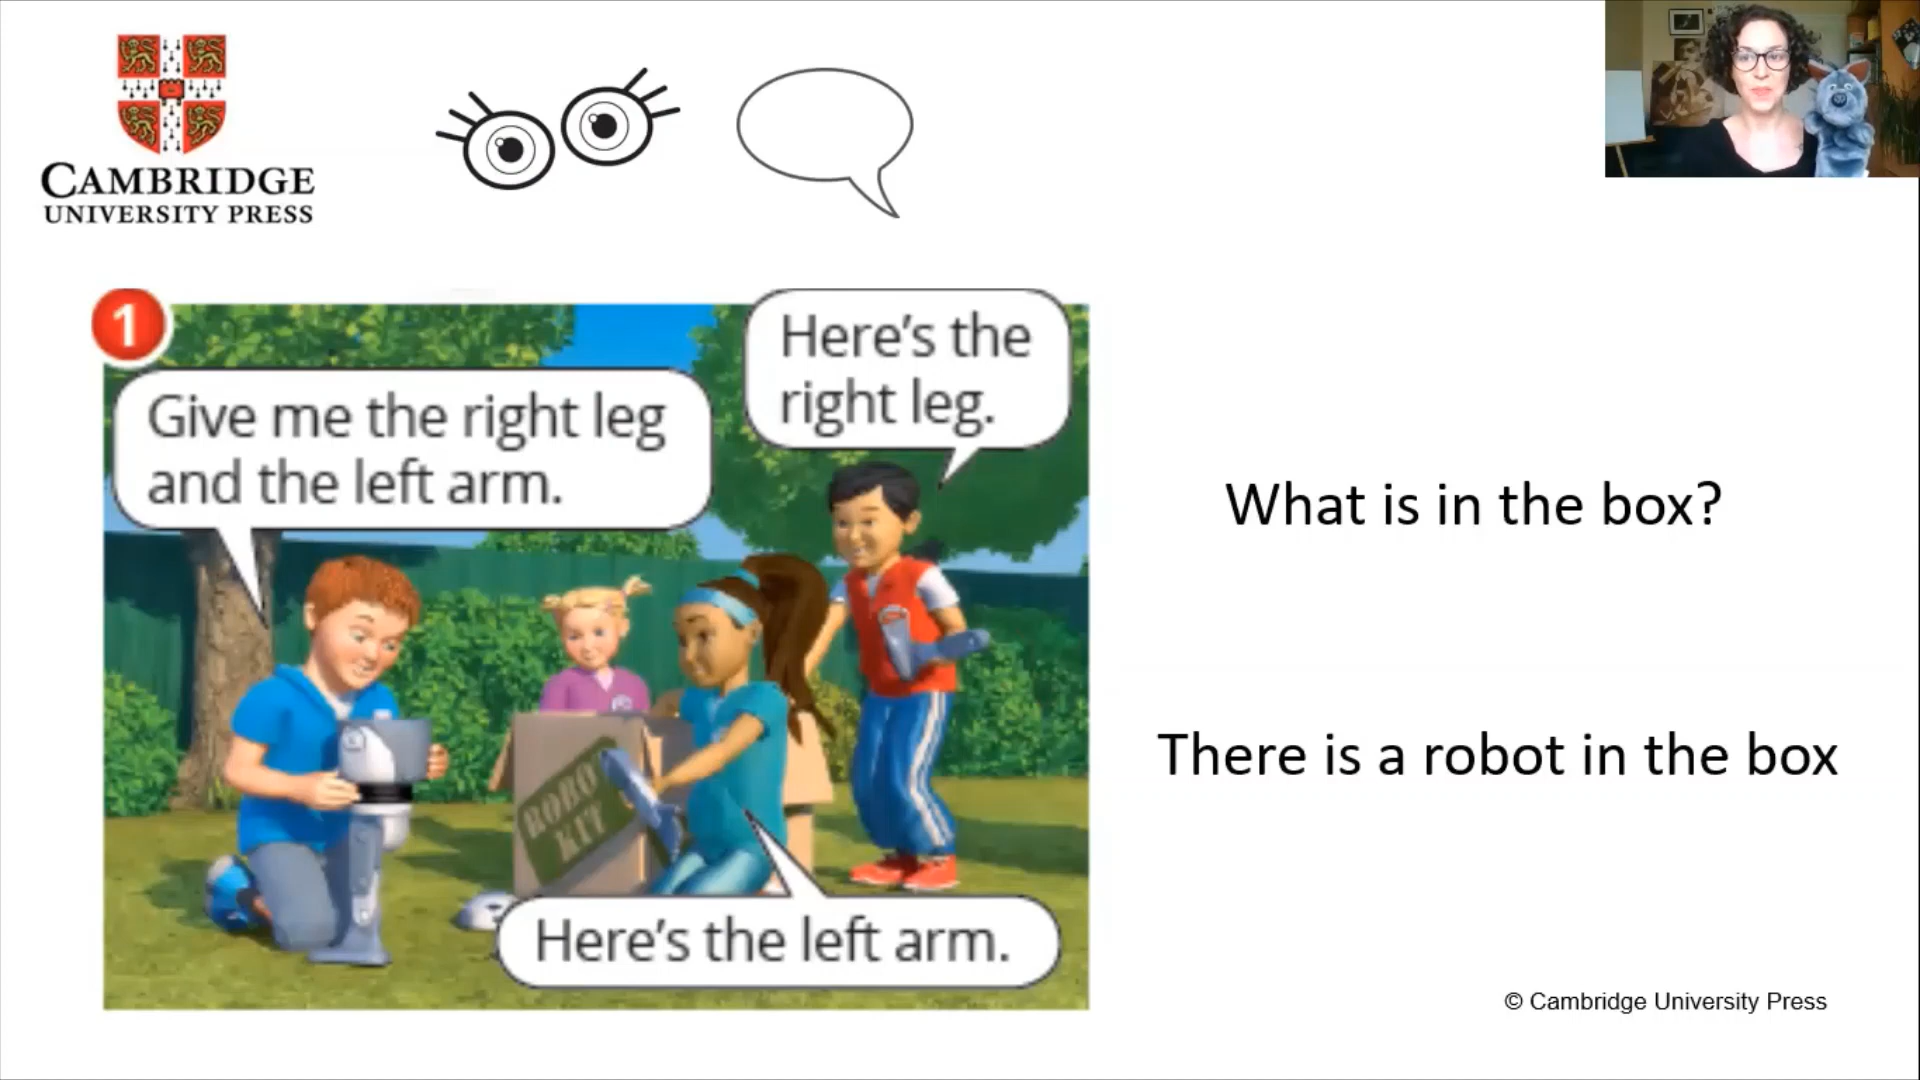 CAMBRIDGE
UNIVERSITY PRESS
1
Give me the right leg
and the left arm.
Here's the
right leg.
ROBO
KIT
Here's the left arm.
What is in the box?
There is a robot in the box
© Cambridge University Press